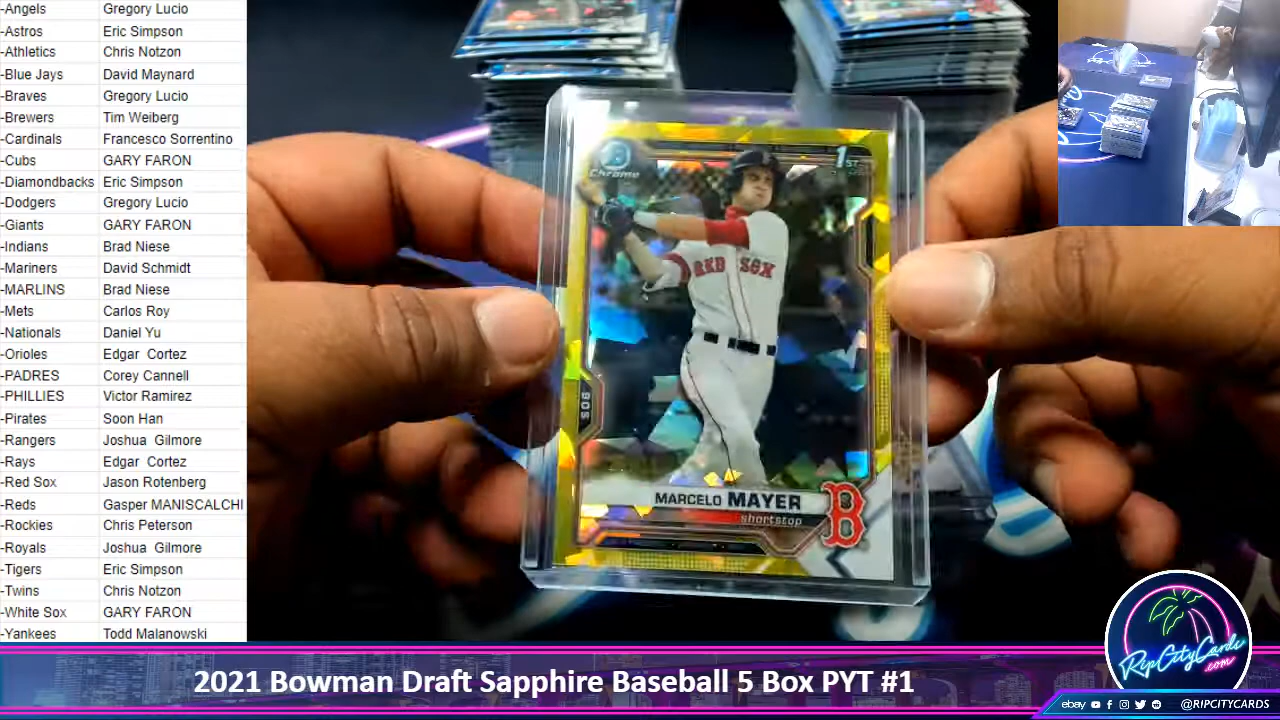 -Angels Gregory Lucio
-Astros Eric Simpson
-Athletics Chris Notzon
-Blue Jays David Maynard
-Braves Gregory Lucio
-Brewers Tim Weiberg
-Cardinals Francesco Sorrentino
-Cubs GARY FARON
-Diamondbacks Eric Simpson
-Dodgers Gregory Lucio
-Giants GARY FARON
-Indians Brad Niese
-Mariners David Schmidt
-MARLINS Brad Niese
-Mets Carlos Roy
-Nationals Daniel Yu
-Orioles Edgar Cortez
-PADRES Corey Cannell
-PHILLIES Victor Ramirez
-Pirates Soon Han
-Rangers Joshua Gilmore
-Rays Edgar Cortez
-Red Sox Jason Rotenberg
-Reds Gasper MANISCALCHI
-Rockies Chris Peterson
-Royals Joshua Gilmore
-Tigers Eric Simpson
-Twins Chris Notzon
-White Sox GARY FARON
-Yankees Todd Malanowski
Chrome
1ST
RED SOX
BOS
MARCELO MAYER
shortstop
B
2021 Bowman Draft Sapphire Baseball 5 Box PYT #1
RipCityCards
.com
ebay @RIPCITYCARDS